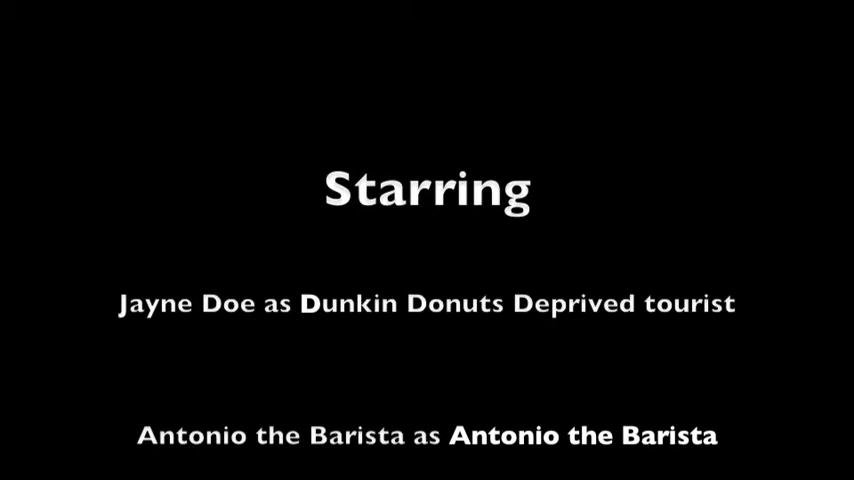 Starring
Jayne Doe as Dunkin Donuts Deprived tourist
Antonio the Barista as Antonio the Barista